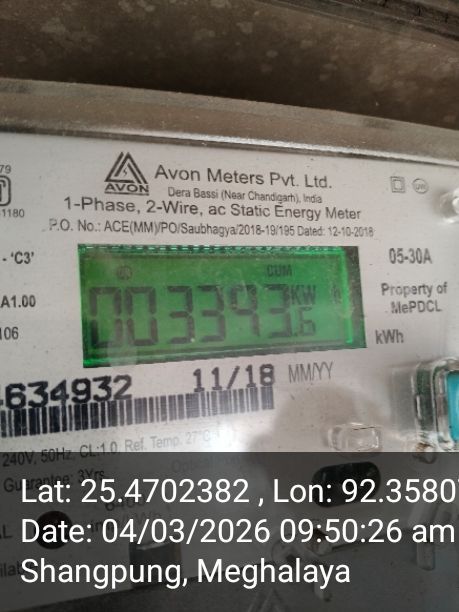 Avon Meters Pvt. Ltd.
AVON
Dera Bassi (Near Chandigarh), India
1-Phase, 2-Wire, ac Static Energy Meter
P.O. No.: ACE(MM)/PO/Saubhagya/2018-19/195 Dated: 12-10-2018
- 'C3'
05-30A
CUM
A1.00
003393.6 KW
Property of
MePDCL
106
kWh
634932
11/18 MM/YY
240V, 50Hz, CL:1.0, Ref. Temp. 27°C
Guarantee: 3Yrs
Lat: 25.4702382 , Lon: 92.3580
Date: 04/03/2026 09:50:26 am
Shangpung, Meghalaya